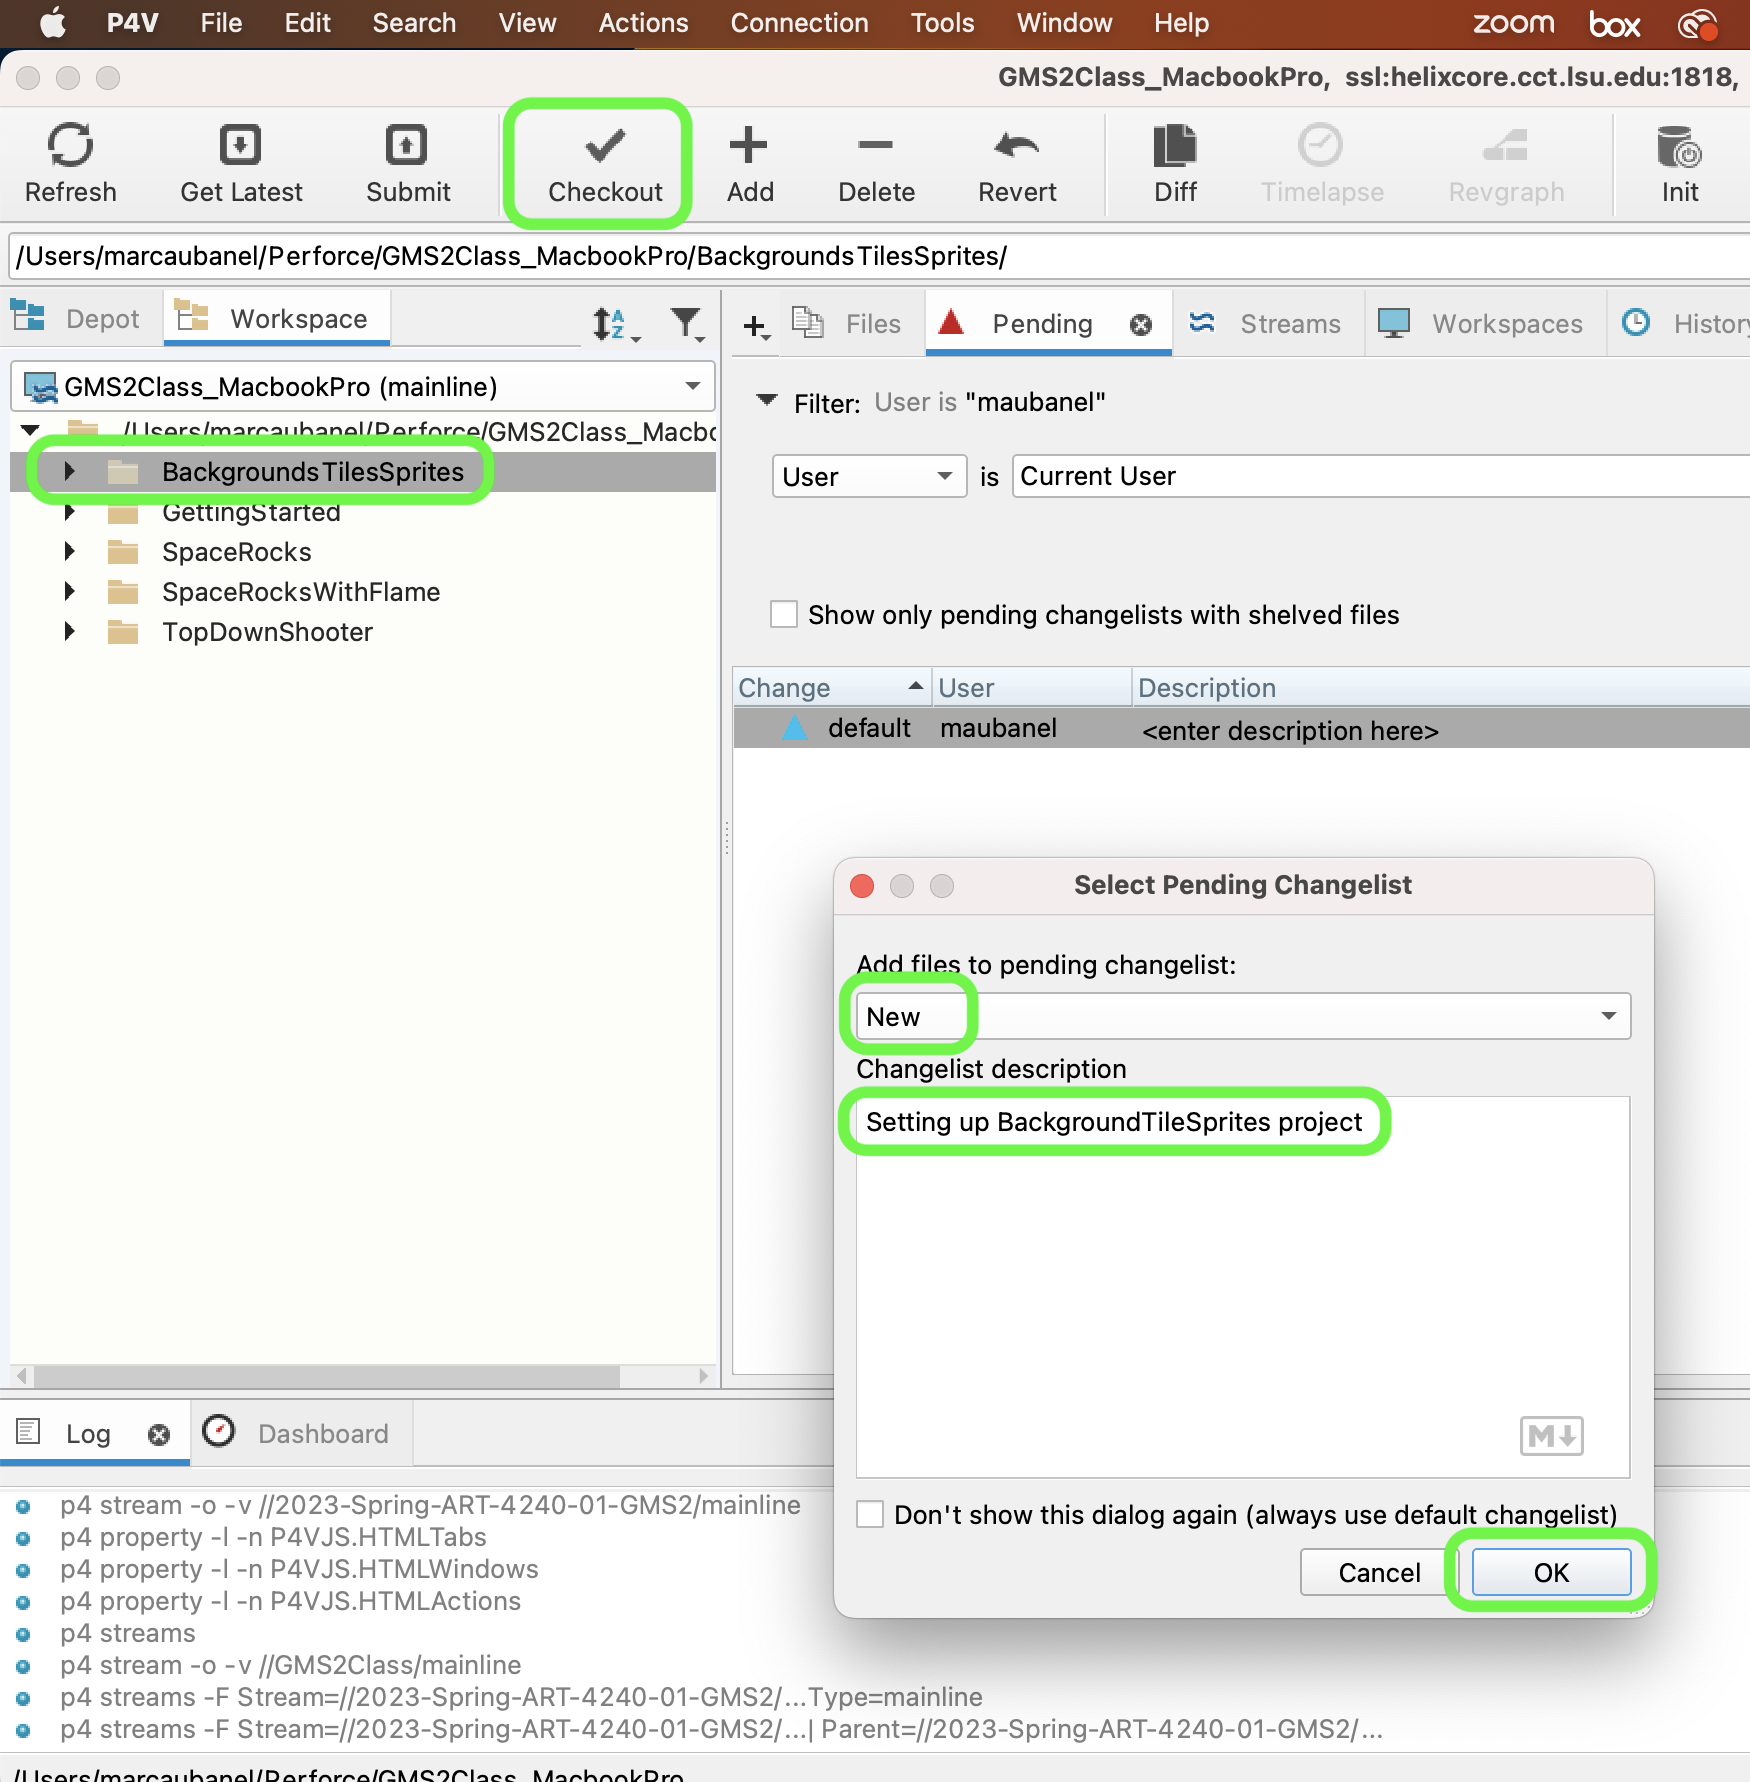 P4V File Edit Search View Actions Connection Tools Window Help zoom box
GMS2Class_MacbookPro, ssl:helixcore.cct.lsu.edu:1818,
Refresh Get Latest Submit Checkout Add Delete Revert Diff Timelapse Revgraph Init
/Users/marcaubanel/Perforce/GMS2Class_MacbookPro/BackgroundsTilesSprites/
Depot Workspace
GMS2Class_MacbookPro (mainline)
/Users/marcaubanel/Perforce/GMS2Class_Macbo
BackgroundsTilesSprites
GettingStarted
SpaceRocks
SpaceRocksWithFlame
TopDownShooter
Files Pending Streams Workspaces History
Filter: User is "maubanel"
User is Current User
Show only pending changelists with shelved files
Change User Description
default maubanel <enter description here>
Select Pending Changelist
Add files to pending changelist:
New
Changelist description
Setting up BackgroundTileSprites project
M
Don't show this dialog again (always use default changelist)
Cancel OK
Log Dashboard
p4 stream -o -v //2023-Spring-ART-4240-01-GMS2/mainline
p4 property -l -n P4VJS.HTMLTabs
p4 property -l -n P4VJS.HTMLWindows
p4 property -l -n P4VJS.HTMLActions
p4 streams
p4 stream -o -v //GMS2Class/mainline
p4 streams -F Stream=//2023-Spring-ART-4240-01-GMS2/...Type=mainline
p4 streams -F Stream=//2023-Spring-ART-4240-01-GMS2/...| Parent=//2023-Spring-ART-4240-01-GMS2/...
/Users/marcaubanel/Perforce/GMS2Class_MacbookPro